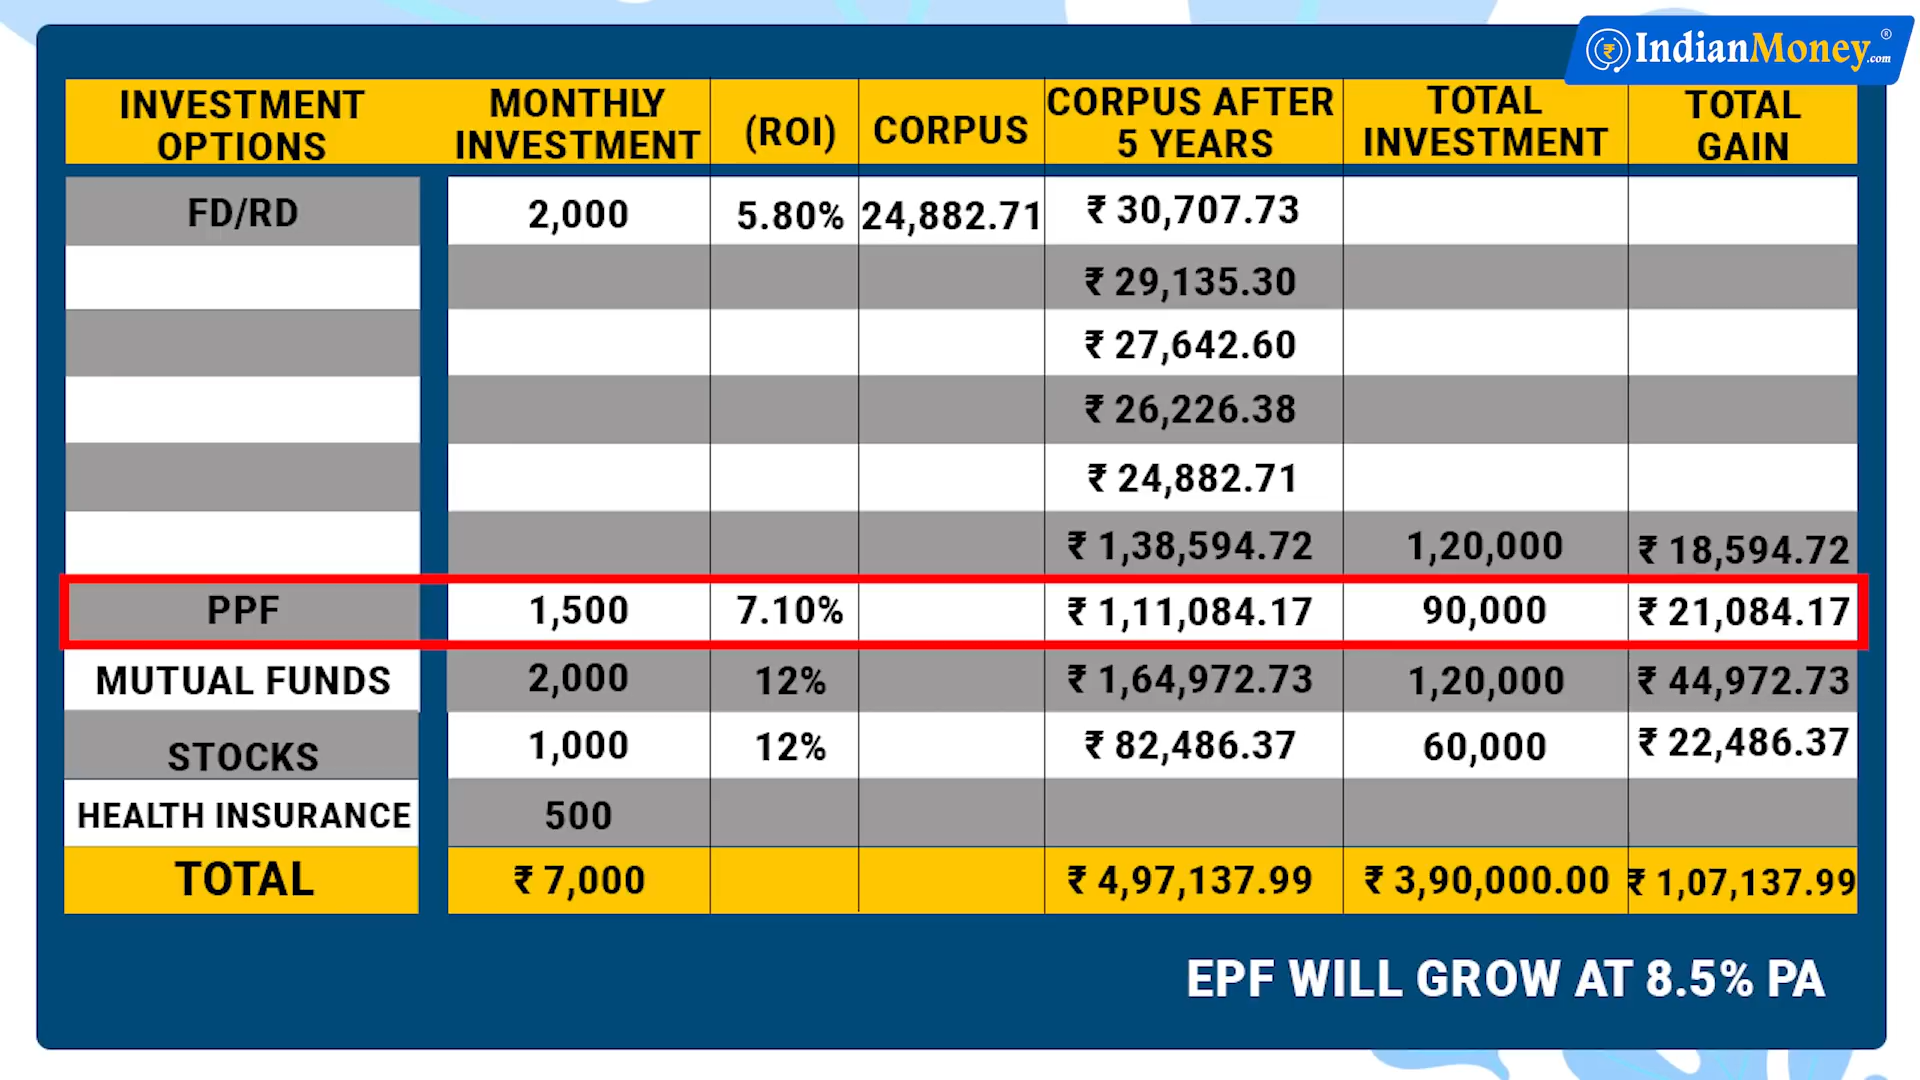 IndianMoney.com
INVESTMENT OPTIONS MONTHLY INVESTMENT (ROI) CORPUS CORPUS AFTER 5 YEARS TOTAL INVESTMENT TOTAL GAIN
FD/RD 2,000 5.80% 24,882.71 ₹ 30,707.73
₹ 29,135.30
₹ 27,642.60
₹ 26,226.38
₹ 24,882.71
₹ 1,38,594.72 1,20,000 ₹ 18,594.72
PPF 1,500 7.10% ₹ 1,11,084.17 90,000 ₹ 21,084.17
MUTUAL FUNDS 2,000 12% ₹ 1,64,972.73 1,20,000 ₹ 44,972.73
STOCKS 1,000 12% ₹ 82,486.37 60,000 ₹ 22,486.37
HEALTH INSURANCE 500
TOTAL ₹ 7,000 ₹ 4,97,137.99 ₹ 3,90,000.00 ₹ 1,07,137.99
EPF WILL GROW AT 8.5% PA